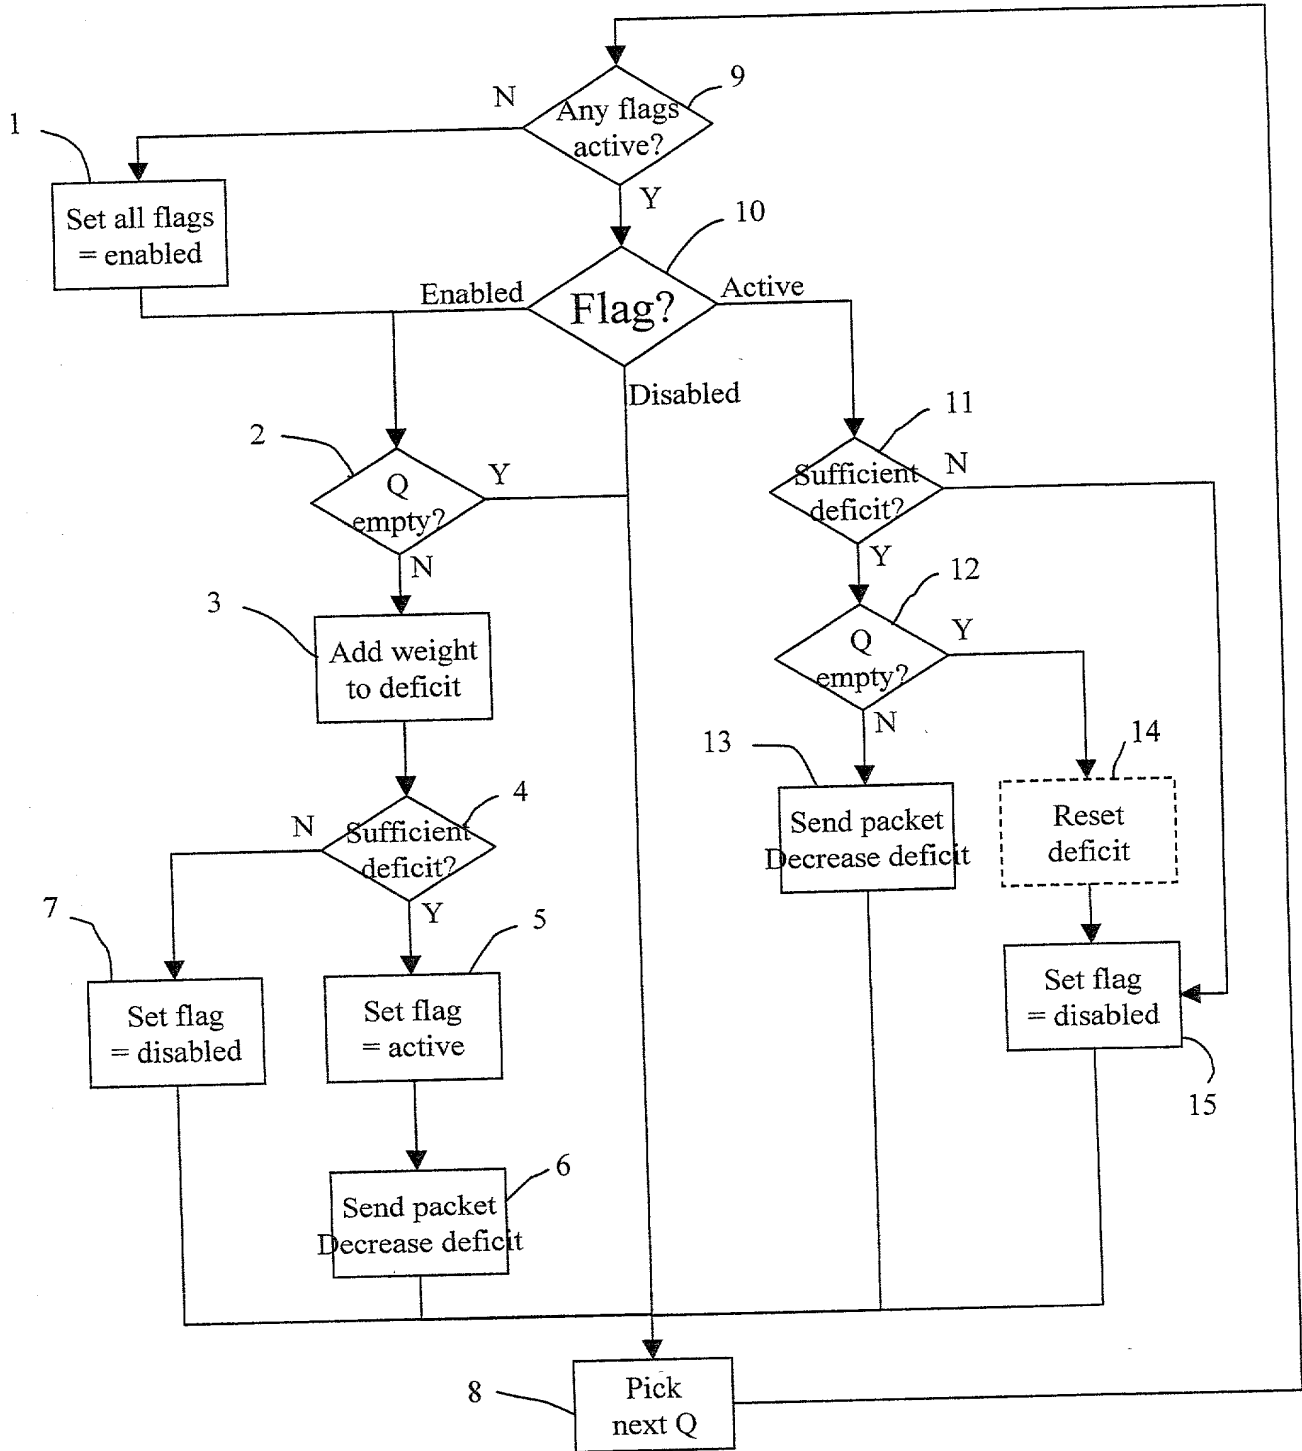 9
N
Any flags
active?
1
Y
10
Set all flags
= enabled
Enabled
Active
Flag?
Disabled
11
2
Y
N
Q
empty?
Sufficient
deficit?
N
Y
12
3
Y
Q
empty?
Add weight
to deficit
N
13
14
4
N
Sufficient
deficit?
Send packet
Decrease deficit
Reset
deficit
Y
7
5
Set flag
= disabled
Set flag
= active
Set flag
= disabled
15
6
Send packet
Decrease deficit
8
Pick
next Q